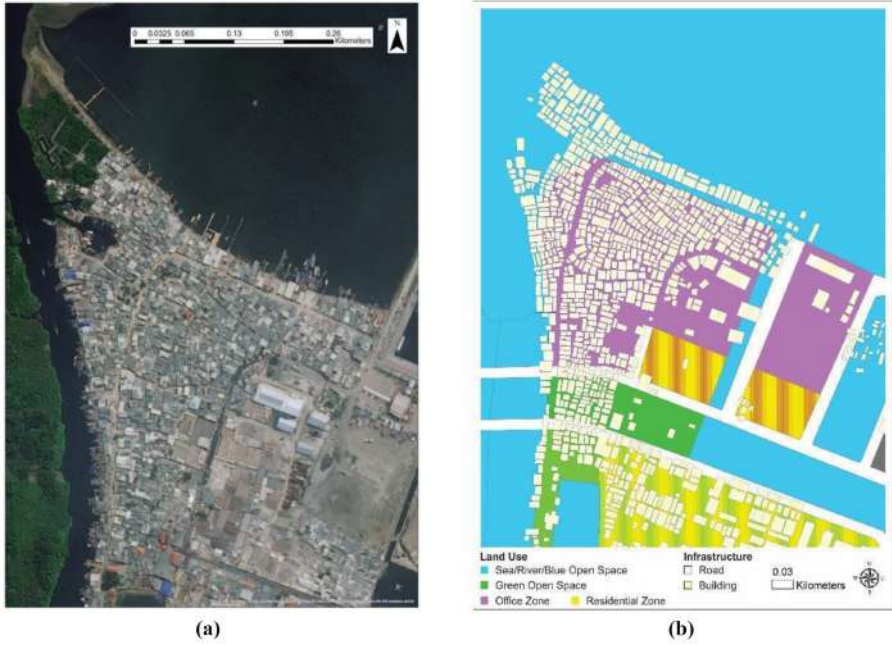 0 0.0325 0.065 0.13 0.195 0.26
Kilometers
N
Land Use
Sea/River/Blue Open Space
Green Open Space
Office Zone
Residential Zone
Infrastructure
Road
Building
0.03
Kilometers
(a)
(b)